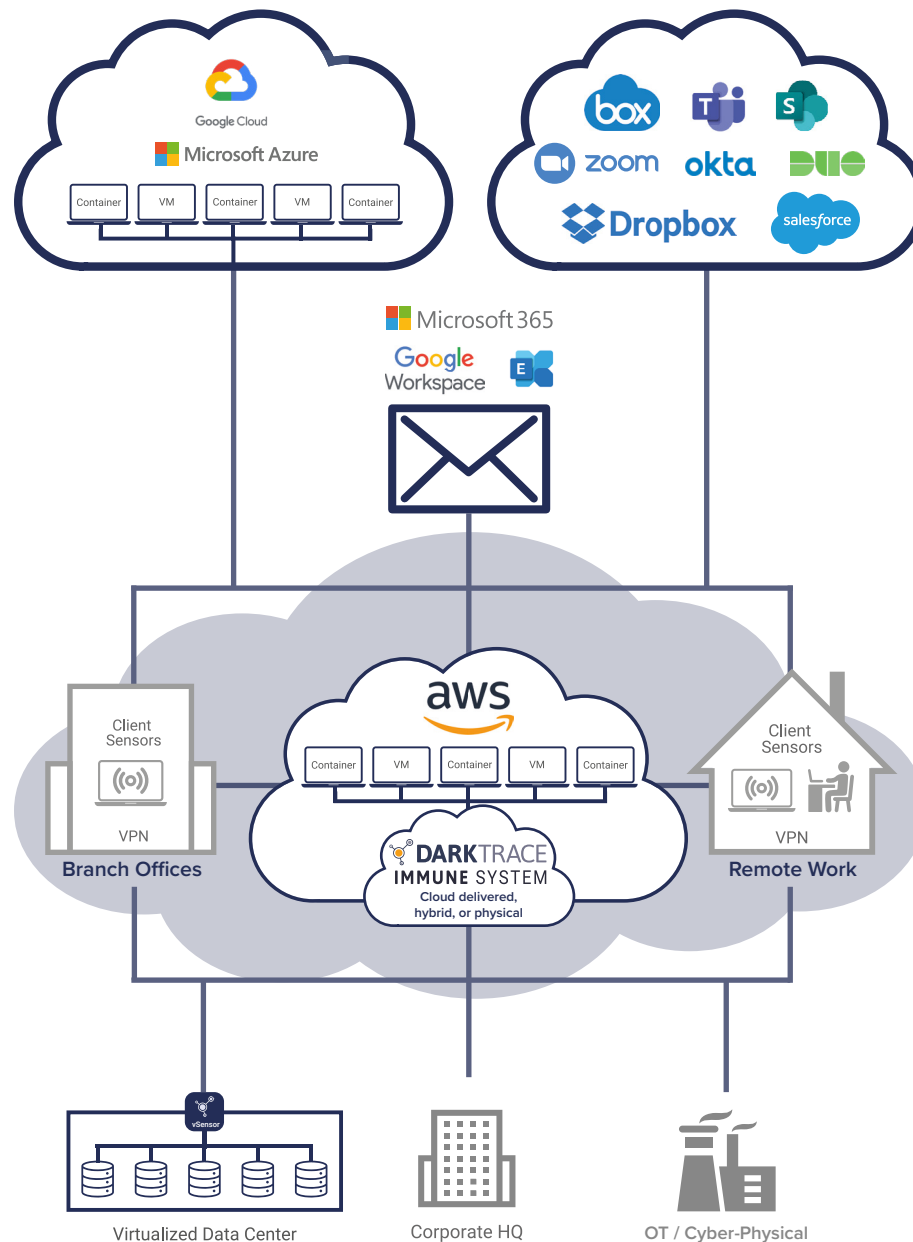 Google Cloud
Microsoft Azure
Container
VM
Container
VM
Container
box
T
S
zoom
okta
DUO
Dropbox
salesforce
Microsoft 365
Google
Workspace
E
aws
Container
VM
Container
VM
Container
DARKTRACE
IMMUNE SYSTEM
Cloud delivered,
hybrid, or physical
Client
Sensors
VPN
Branch Offices
Client
Sensors
VPN
Remote Work
vSensor
Virtualized Data Center
Corporate HQ
OT / Cyber-Physical